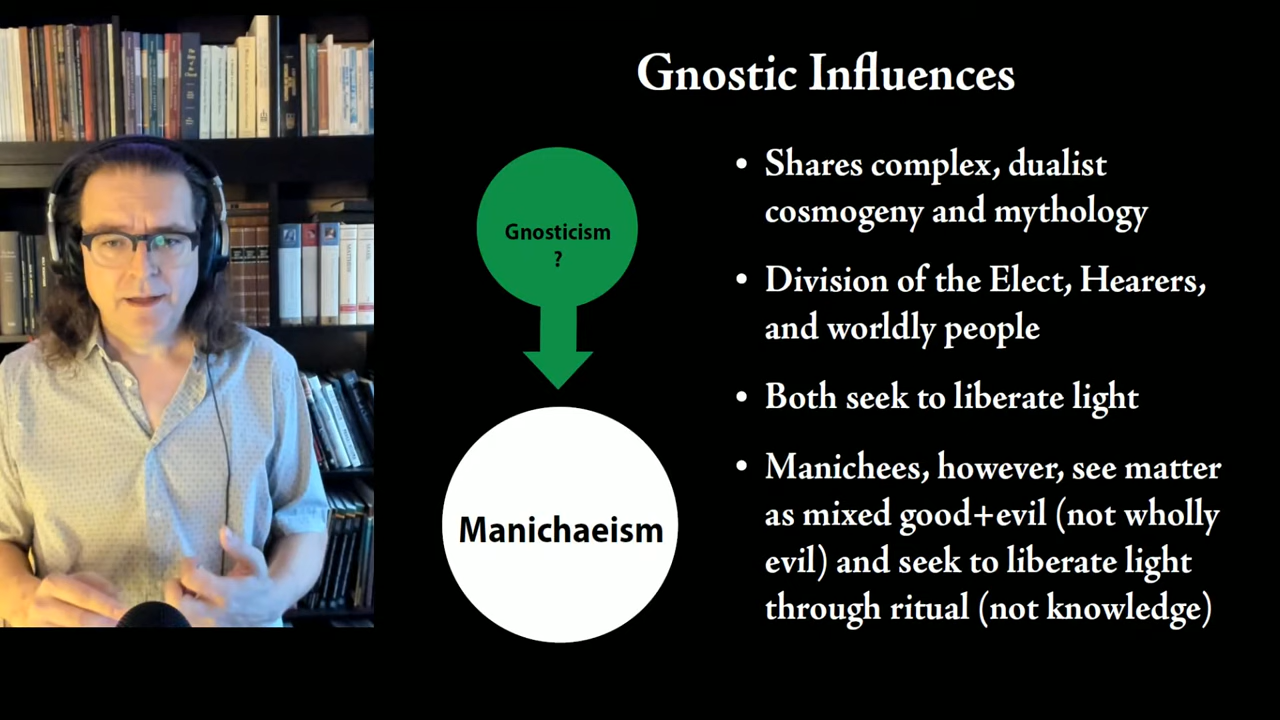 Gnostic Influences
Gnosticism
?
Manichaeism
• Shares complex, dualist
cosmogeny and mythology
• Division of the Elect, Hearers,
and worldly people
• Both seek to liberate light
• Manichees, however, see matter
as mixed good+evil (not wholly
evil) and seek to liberate light
through ritual (not knowledge)